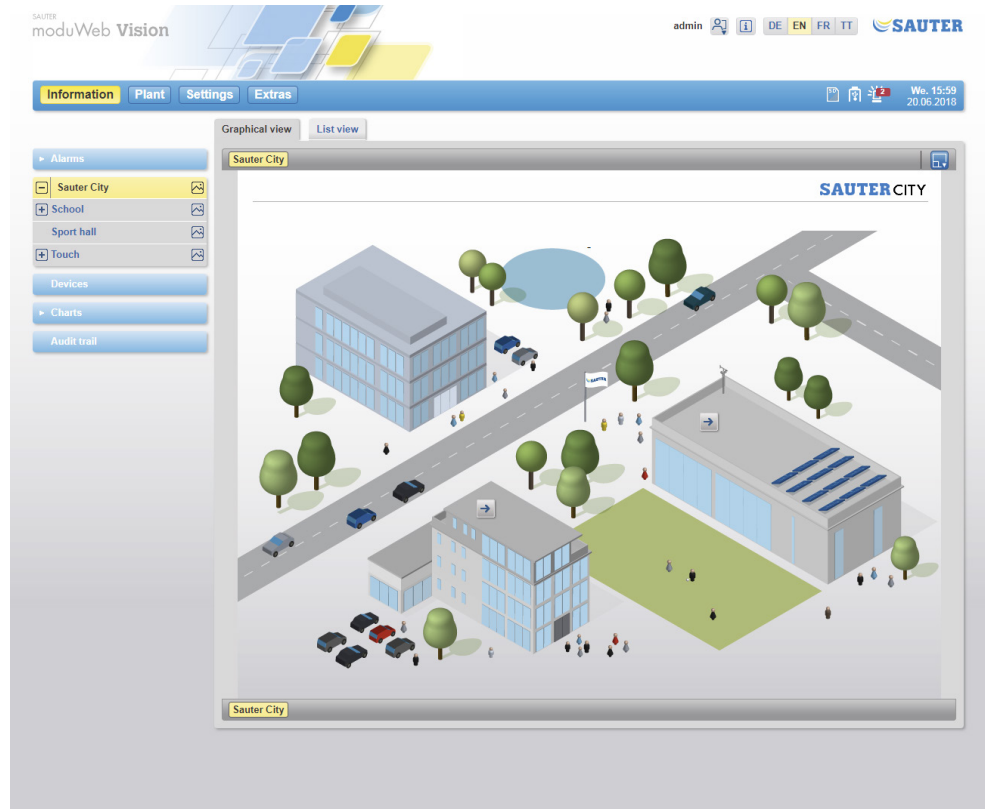 SAUTER
moduWeb Vision
admin DE EN FR TT SAUTER
Information Plant Settings Extras
2 We. 15:59
20.06.2018
Graphical view List view
Alarms
Sauter City
School
Sport hall
Touch
Devices
Charts
Audit trail
Sauter City
SAUTER CITY
SAUTER
Sauter City